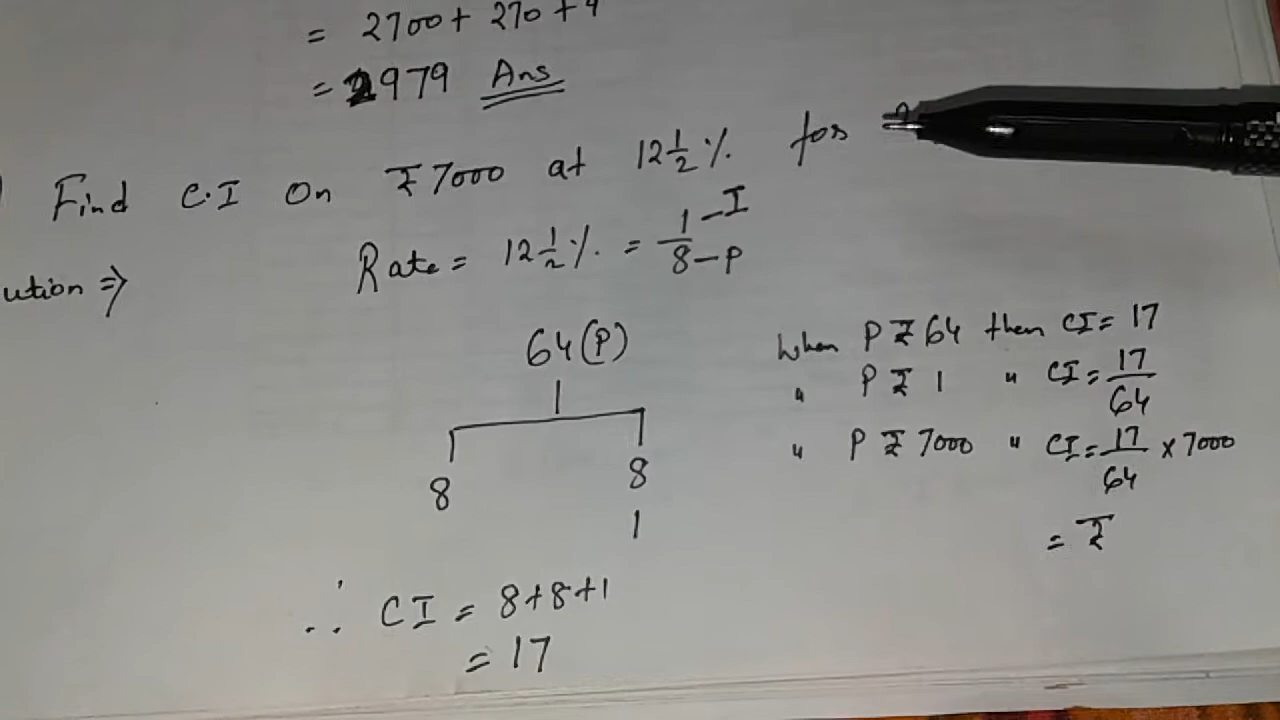 = 2700 + 270 + 9
= 2979 Ans
Find C.I On ₹7000 at 12½% for
ution ⇒
Rate = 12½% = 1/8 - I - P
64(P)
8 8
1
∴ CI = 8+8+1
= 17
When P ₹ 64 then CI = 17
" P ₹ 1 " CI = 17/64
" P ₹ 7000 " CI = 17/64 × 7000
= ₹